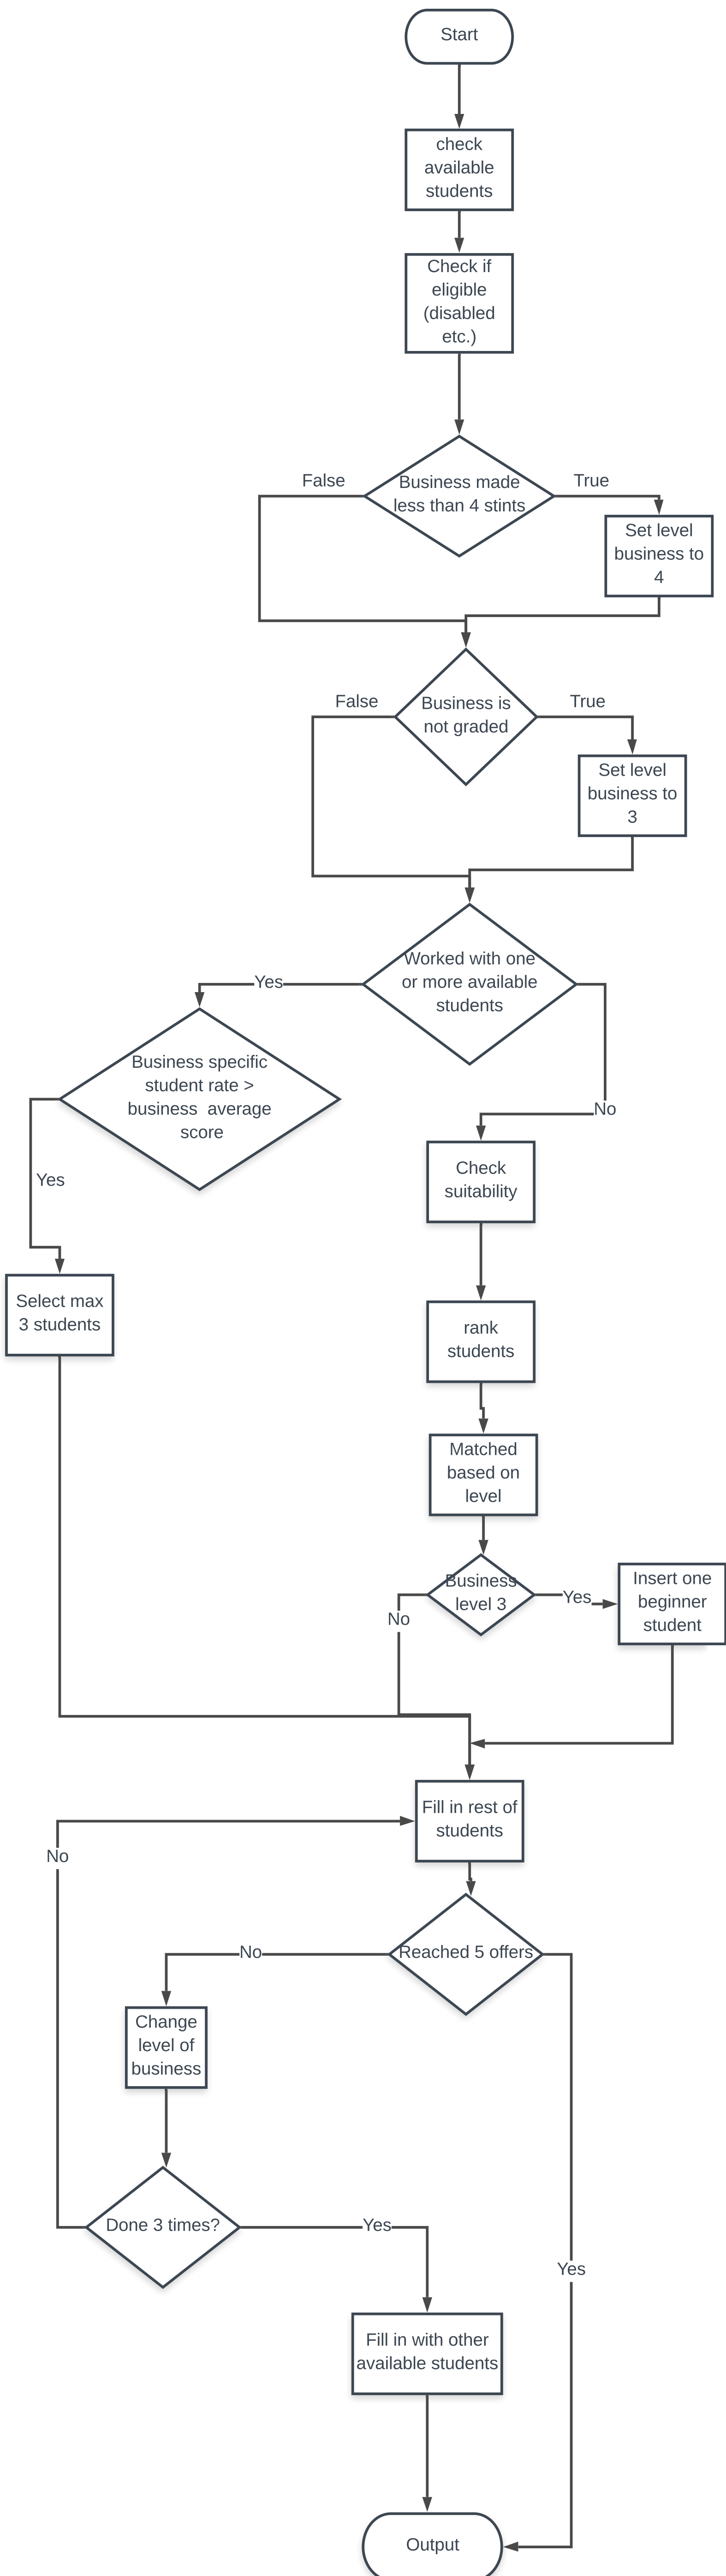 Start
check
available
students
Check if
eligible
(disabled
etc.)
False
Business made
less than 4 stints
True
Set level
business to
4
False
Business is
not graded
True
Set level
business to
3
Worked with one
or more available
students
Yes
Business specific
student rate >
business average
score
No
Yes
Check
suitability
Select max
3 students
rank
students
Matched
based on
level
Business
level 3
Yes
Insert one
beginner
student
No
Fill in rest of
students
No
Reached 5 offers
No
Change
level of
business
Done 3 times?
Yes
Yes
Fill in with other
available students
Output